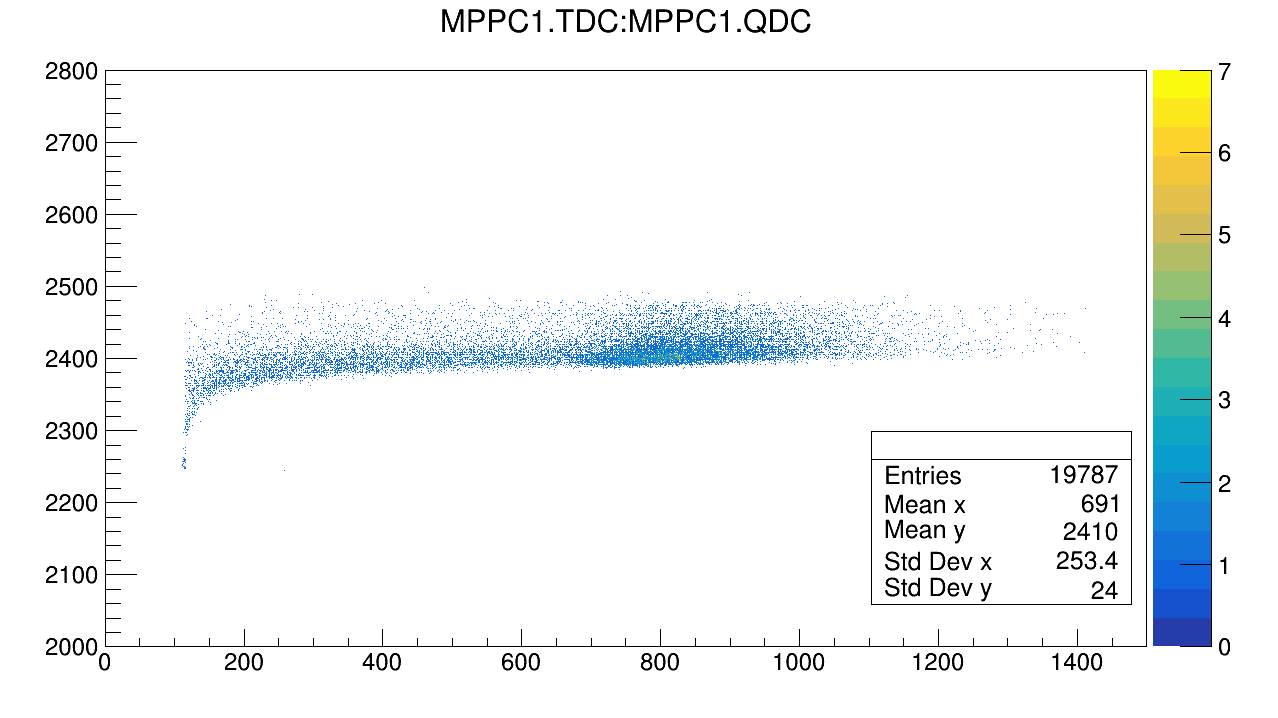 MPPC1.TDC:MPPC1.QDC
2800
2700
2600
2500
2400
2300
2200
2100
2000
0 200 400 600 800 1000 1200 1400
7
6
5
4
3
2
1
0
Entries 19787
Mean x 691
Mean y 2410
Std Dev x 253.4
Std Dev y 24